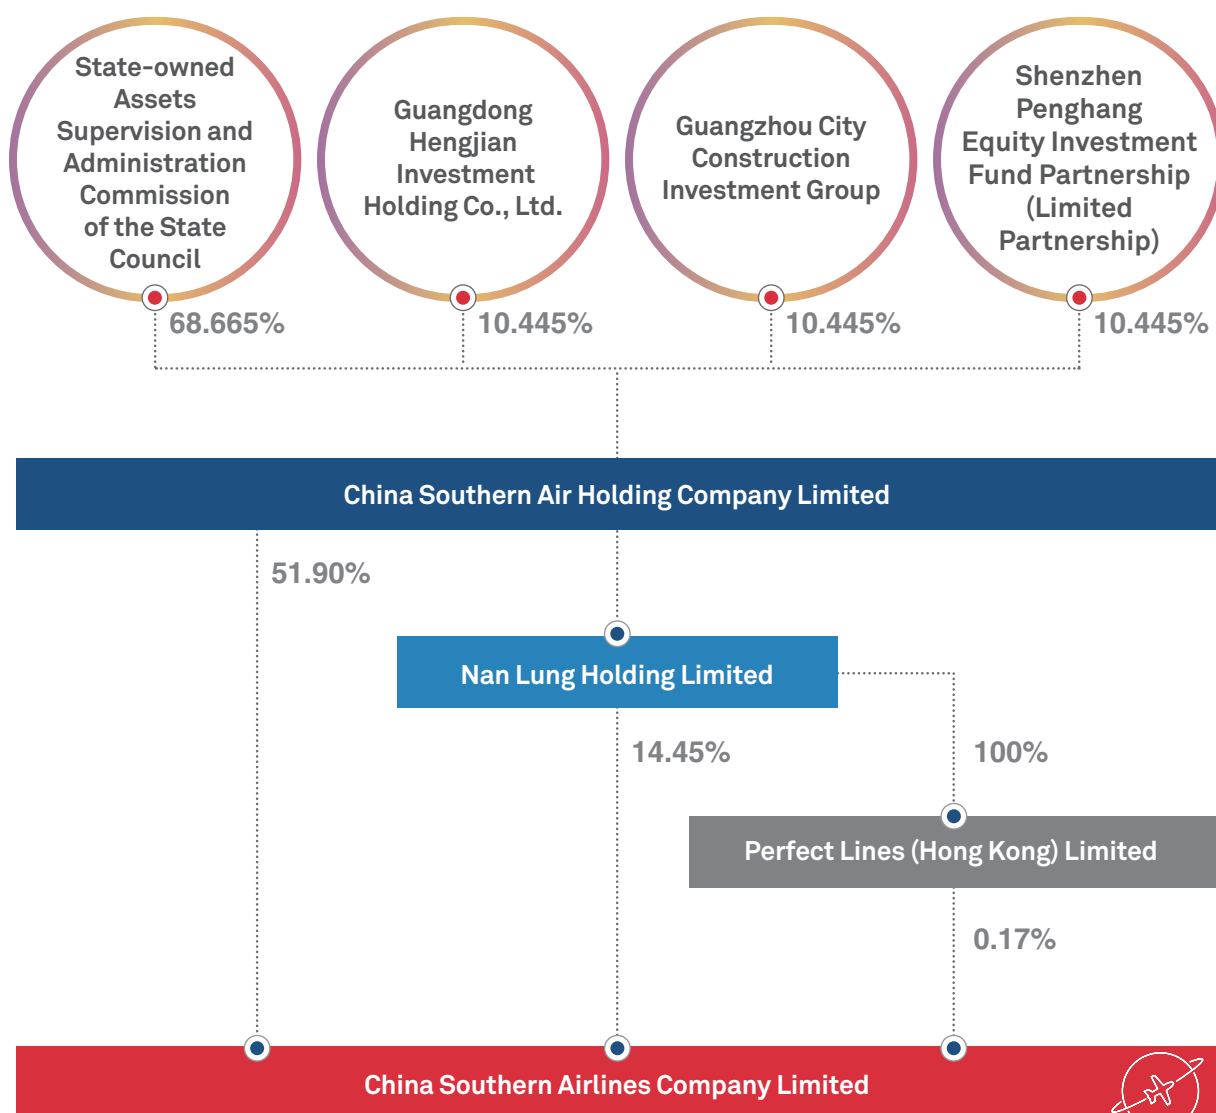 State-owned
Assets
Supervision and
Administration
Commission
of the State
Council
Guangdong
Hengjian
Investment
Holding Co., Ltd.
Guangzhou City
Construction
Investment Group
Shenzhen
Penghang
Equity Investment
Fund Partnership
(Limited
Partnership)
68.665%
10.445%
10.445%
10.445%
China Southern Air Holding Company Limited
51.90%
Nan Lung Holding Limited
14.45%
100%
Perfect Lines (Hong Kong) Limited
0.17%
China Southern Airlines Company Limited